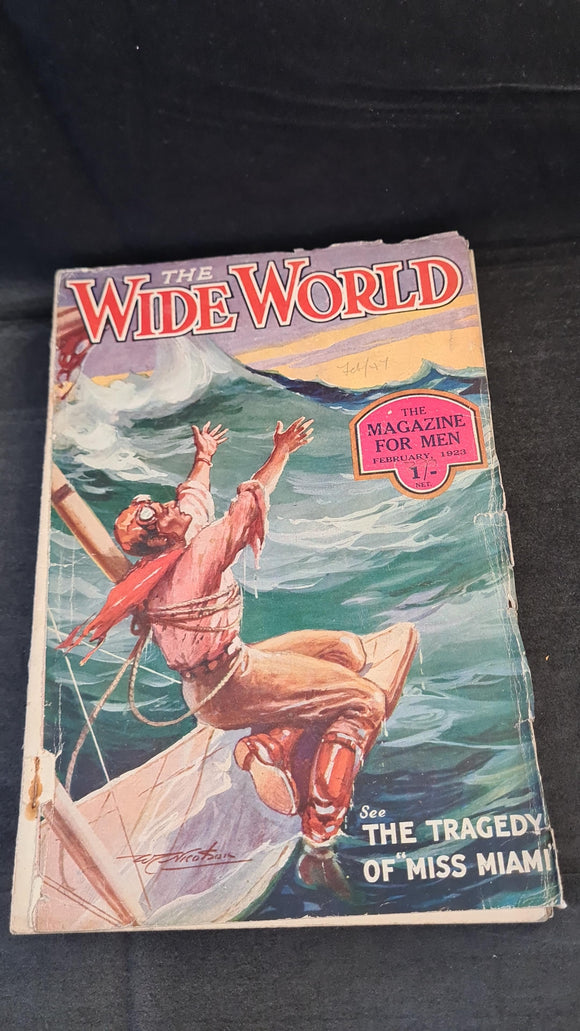 THE
WIDE WORLD
THE
MAGAZINE
FOR MEN
FEBRUARY, 1923
1/-
NET.
See
THE TRAGEDY
OF "MISS MIAMI"